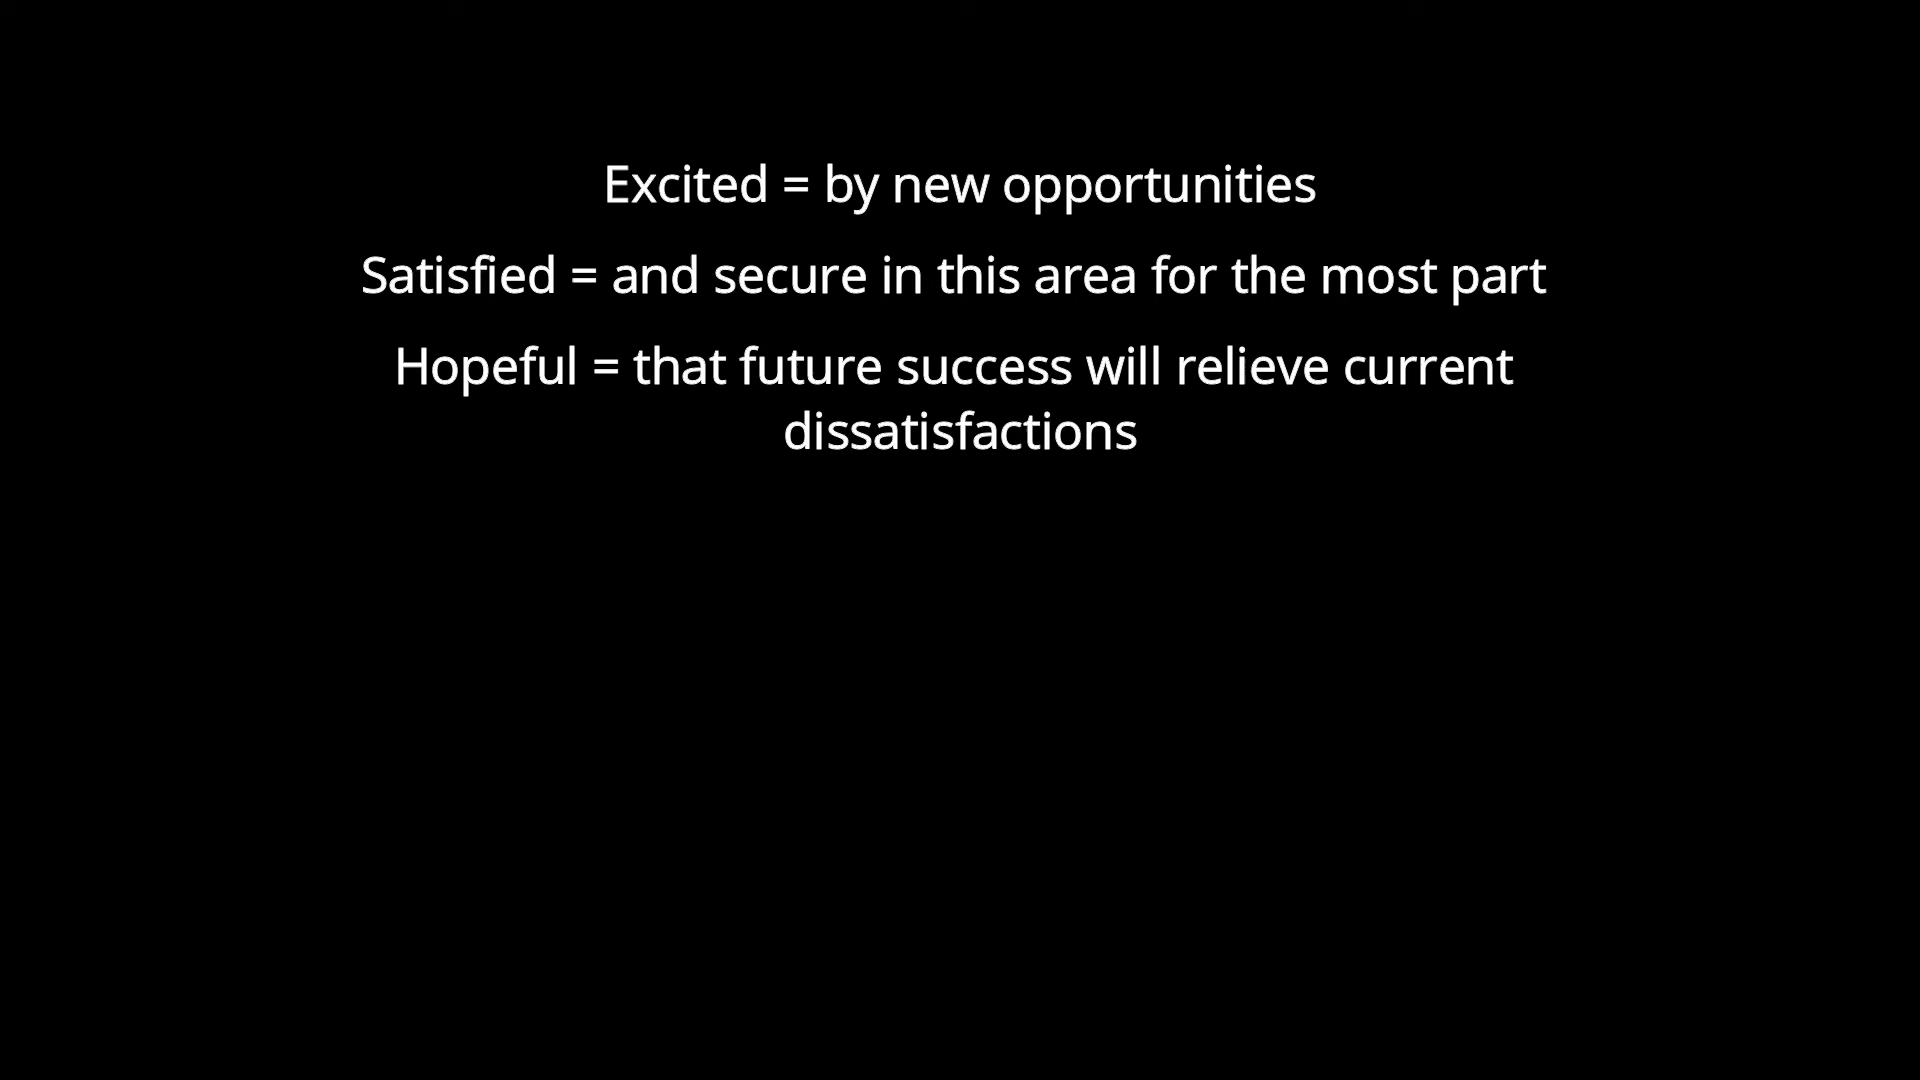 Excited = by new opportunities
Satisfied = and secure in this area for the most part
Hopeful = that future success will relieve current
dissatisfactions